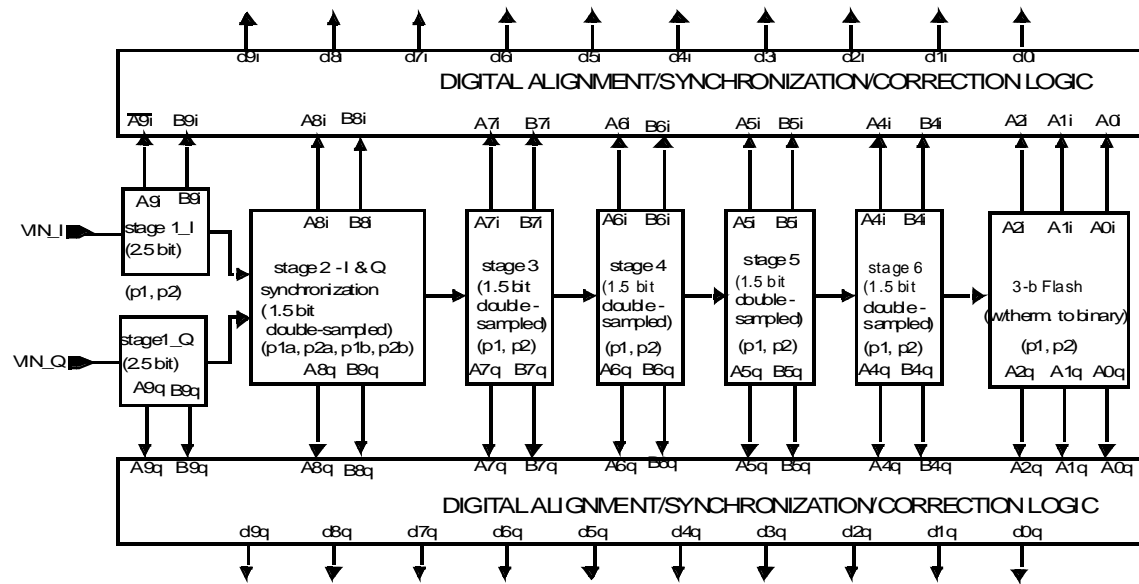 d9i d8i d7i d6i d5i d4i d3i d2i d1i d0i
DIGITAL ALIGNMENT/SYNCHRONIZATION/CORRECTION LOGIC
A9i B9i A8i B8i A7i B7i A6i B6i A5i B5i A4i B4i A2i A1i A0i
A9i B9i
stage 1_I
(2.5 bit)
VIN_I
(p1, p2)
stage1_Q
(2.5 bit)
VIN_Q
A9q B9q
A8i B8i
stage 2 - I & Q
synchronization
(1.5 bit
double-sampled)
(p1a, p2a, p1b, p2b)
A8q B9q
A7i B7i
stage 3
(1.5 bit
double-
sampled)
(p1, p2)
A7q B7q
A6i B6i
stage 4
(1.5 bit
double-
sampled)
(p1, p2)
A6q B6q
A5i B5i
stage 5
(1.5 bit
double-
sampled)
(p1, p2)
A5q B5q
A4i B4i
stage 6
(1.5 bit
double-
sampled)
(p1, p2)
A4q B4q
A2i A1i A0i
3-b Flash
(w/therm. to binary)
(p1, p2)
A2q A1q A0q
A9q B9q A8q B8q A7q B7q A6q B6q A5q B5q A4q B4q A2q A1q A0q
DIGITAL ALIGNMENT/SYNCHRONIZATION/CORRECTION LOGIC
d9q d8q d7q d6q d5q d4q d3q d2q d1q d0q